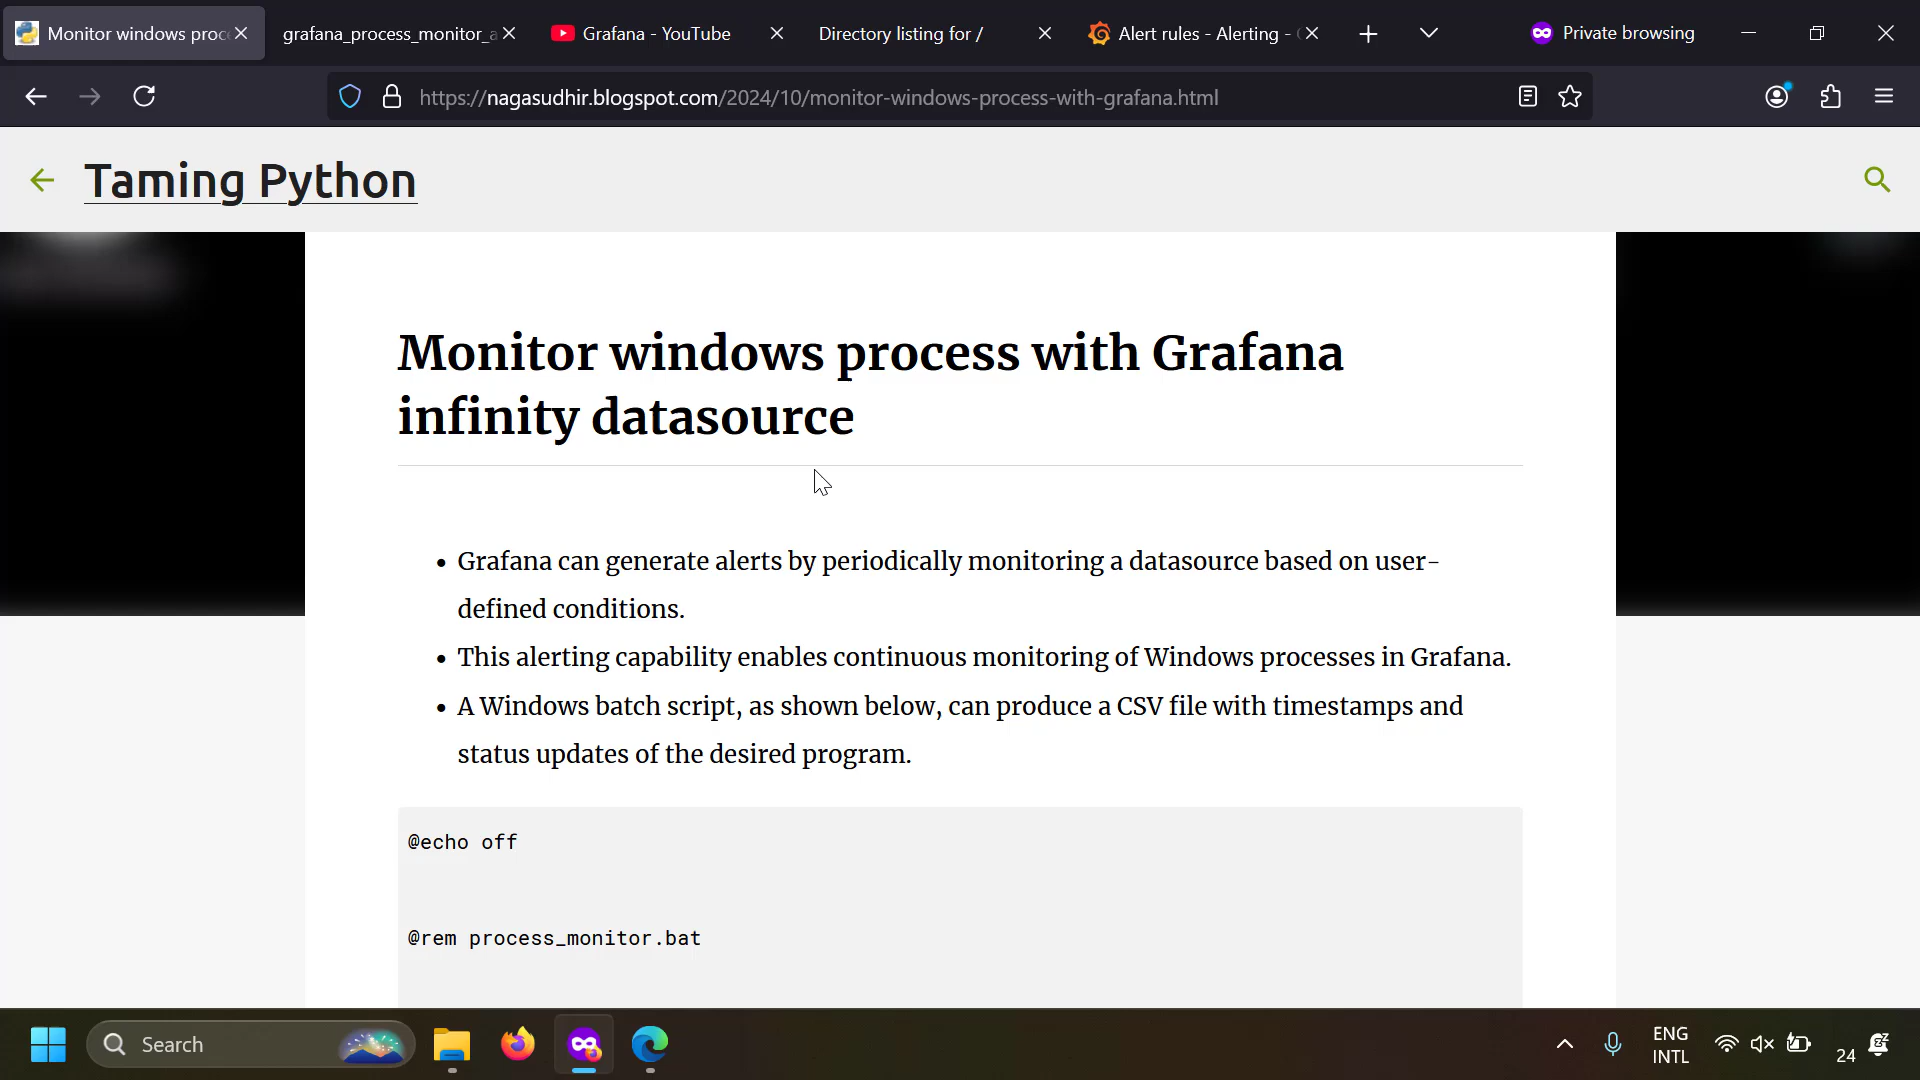 Monitor windows proc
grafana_process_monitor_a
Grafana - YouTube
Directory listing for /
Alert rules - Alerting -
Private browsing
https://nagasudhir.blogspot.com/2024/10/monitor-windows-process-with-grafana.html
Taming Python
Monitor windows process with Grafana
infinity datasource
Grafana can generate alerts by periodically monitoring a datasource based on user-
defined conditions.
This alerting capability enables continuous monitoring of Windows processes in Grafana.
A Windows batch script, as shown below, can produce a CSV file with timestamps and
status updates of the desired program.
@echo off
@rem process_monitor.bat
Search
ENG
INTL
24